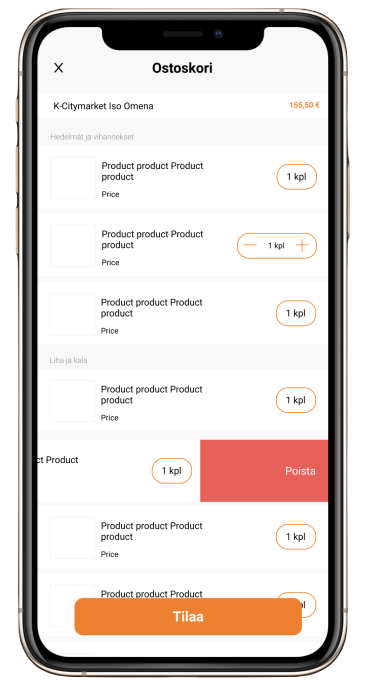 Ostoskori
K-Citymarket Iso Omena 155,50 €
Hedelmät ja vihannekset
Product product Product
product
Price
1 kpl
Product product Product
product
Price
1 kpl
Product product Product
product
Price
1 kpl
Liha ja kala
Product product Product
product
Price
1 kpl
ct Product
1 kpl
Poista
Product product Product
product
Price
1 kpl
Product product Product
Tilaa